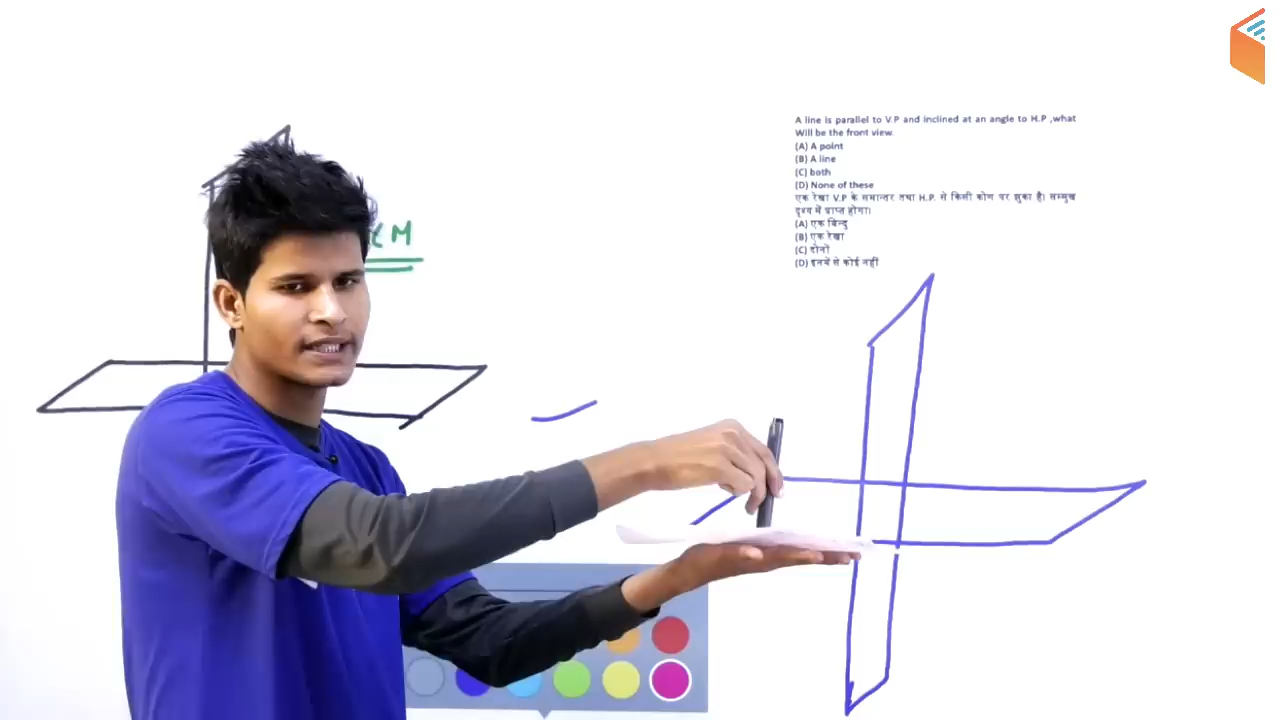 A line is parallel to V.P and inclined at an angle to H.P ,what
Will be the front view.
(A) A point
(B) A line
(C) both
(D) None of these
एक रेखा V.P के समान्तर तथा H.P. से किसी कोण पर झुका है। सम्मुख
दृश्य में प्राप्त होगा।
(A) एक बिन्दु
(B) एक रेखा
(C) दोनों
(D) इनमें से कोई नहीं
M